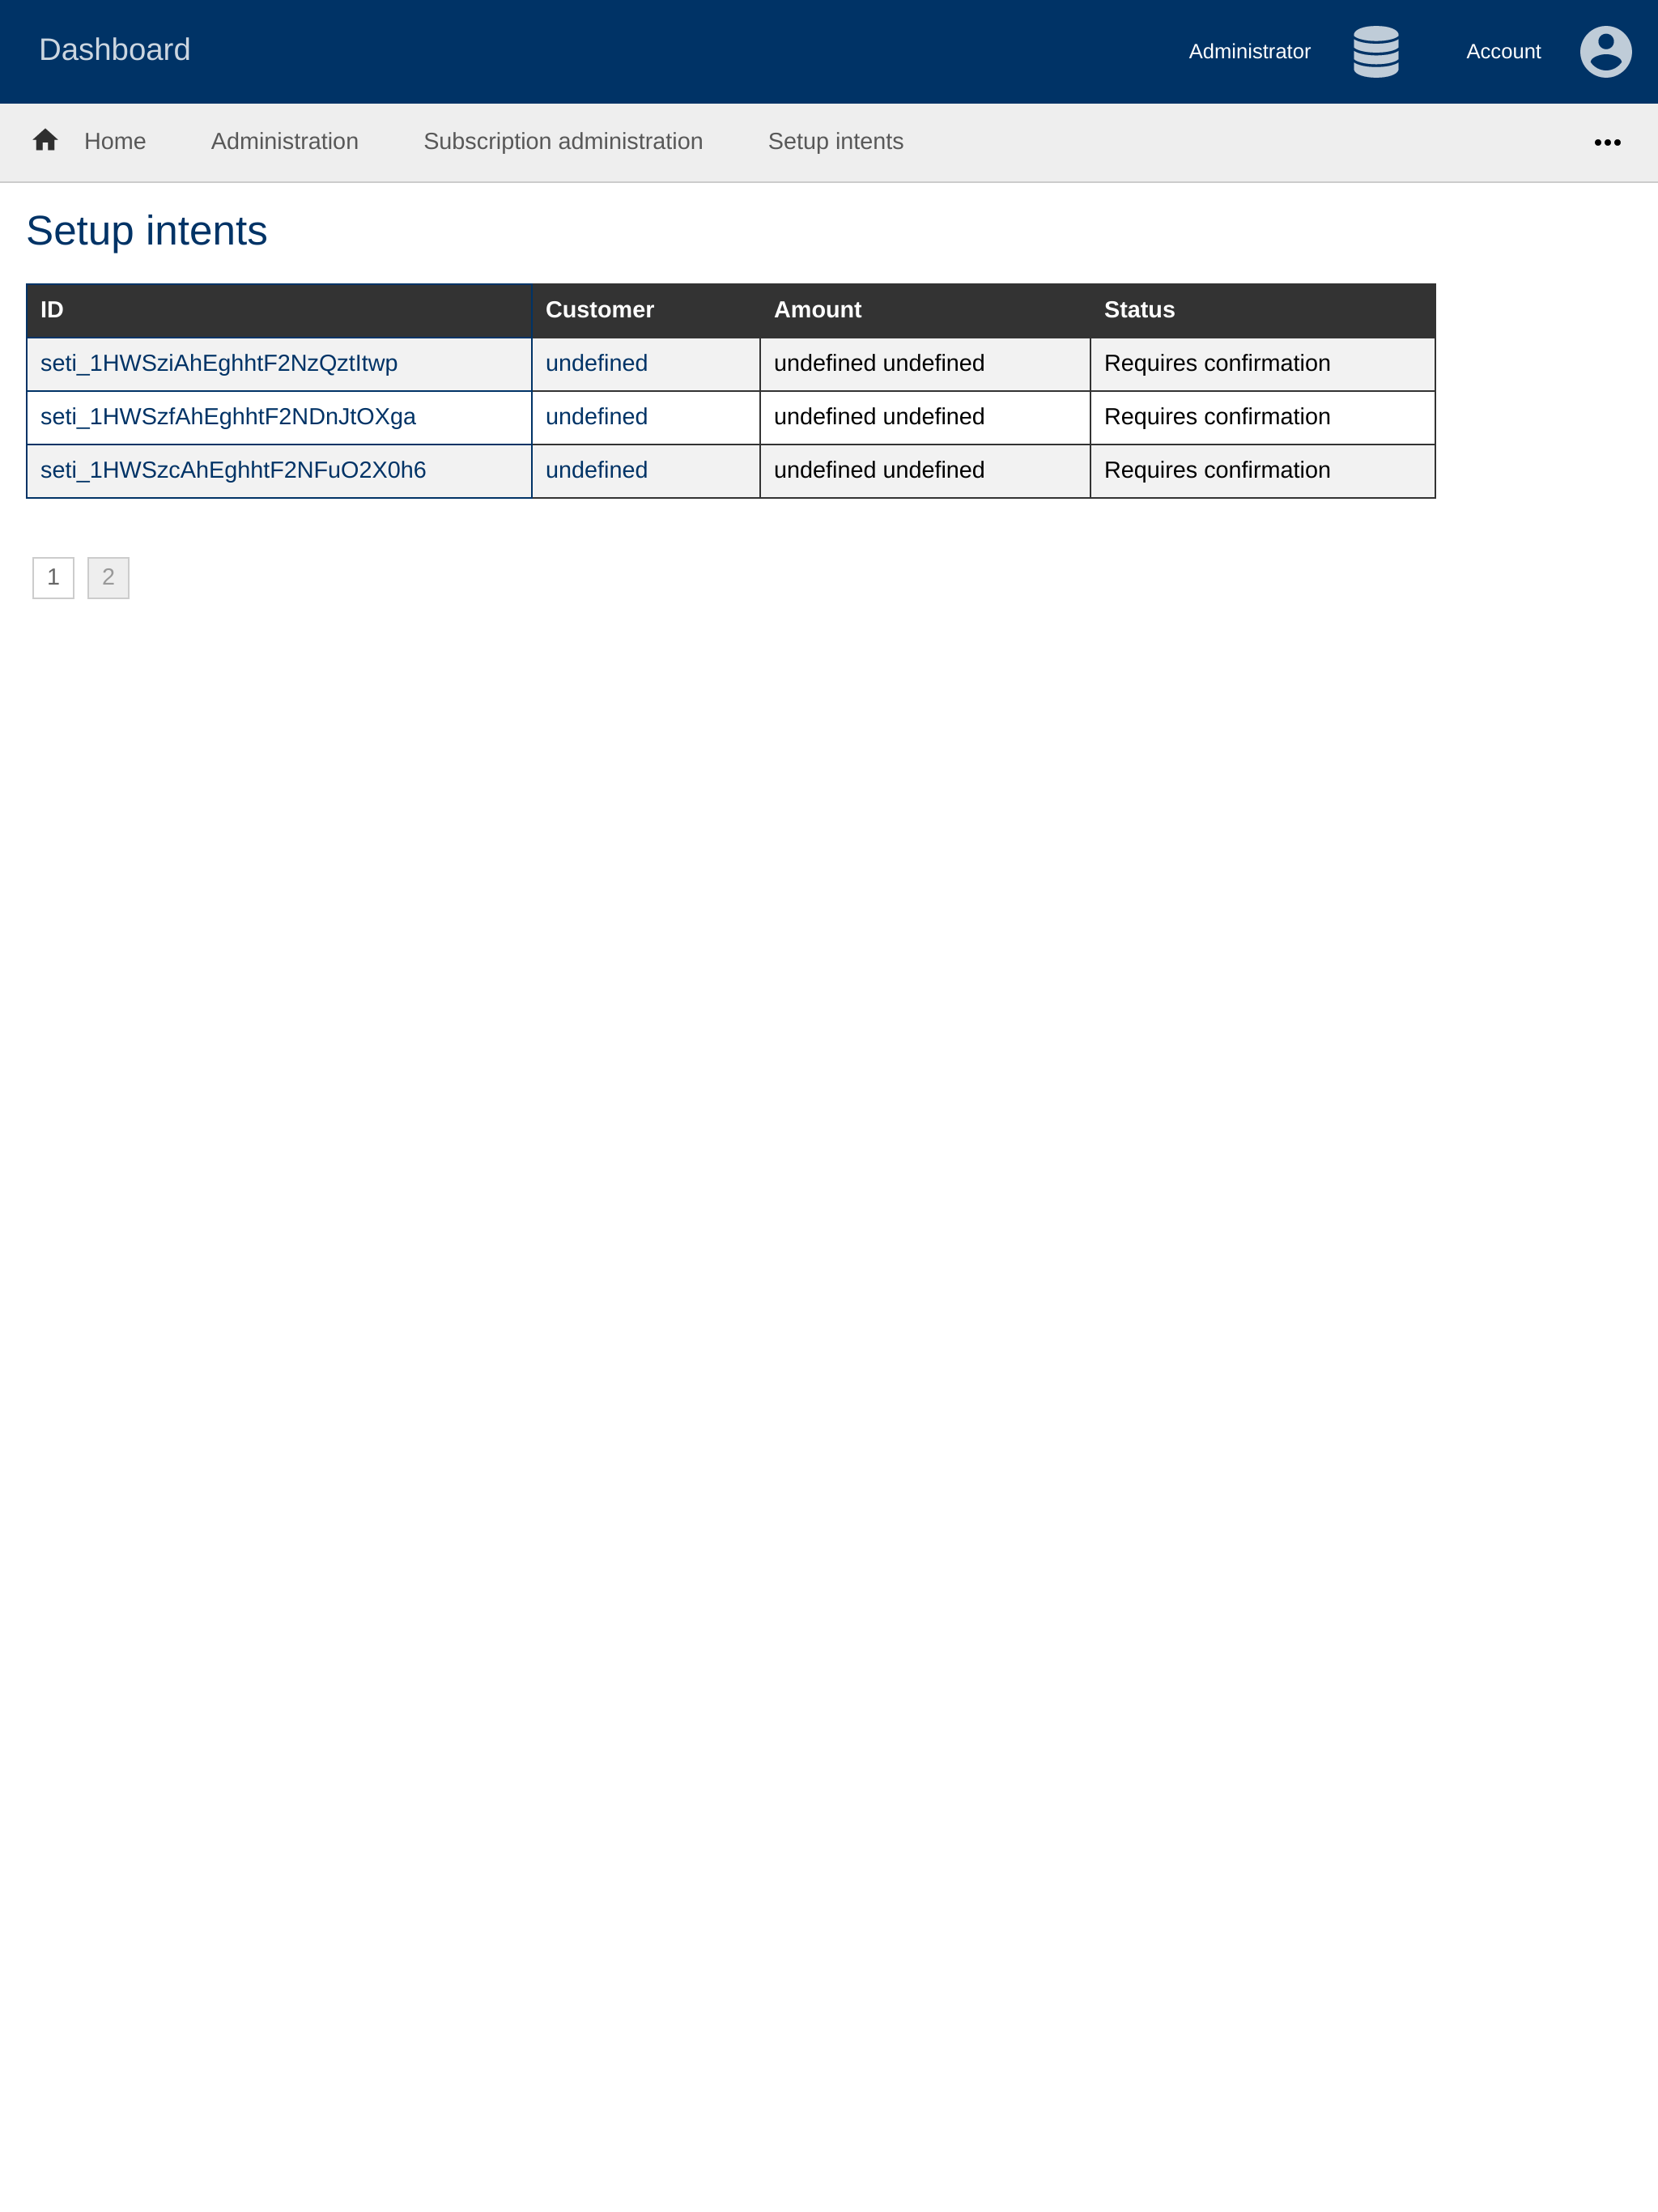 Dashboard Administrator Account
Home Administration Subscription administration Setup intents
Setup intents
ID Customer Amount Status
seti_1HWSziAhEghhtF2NzQztItwp undefined undefined undefined Requires confirmation
seti_1HWSzfAhEghhtF2NDnJtOXga undefined undefined undefined Requires confirmation
seti_1HWSzcAhEghhtF2NFuO2X0h6 undefined undefined undefined Requires confirmation
1 2